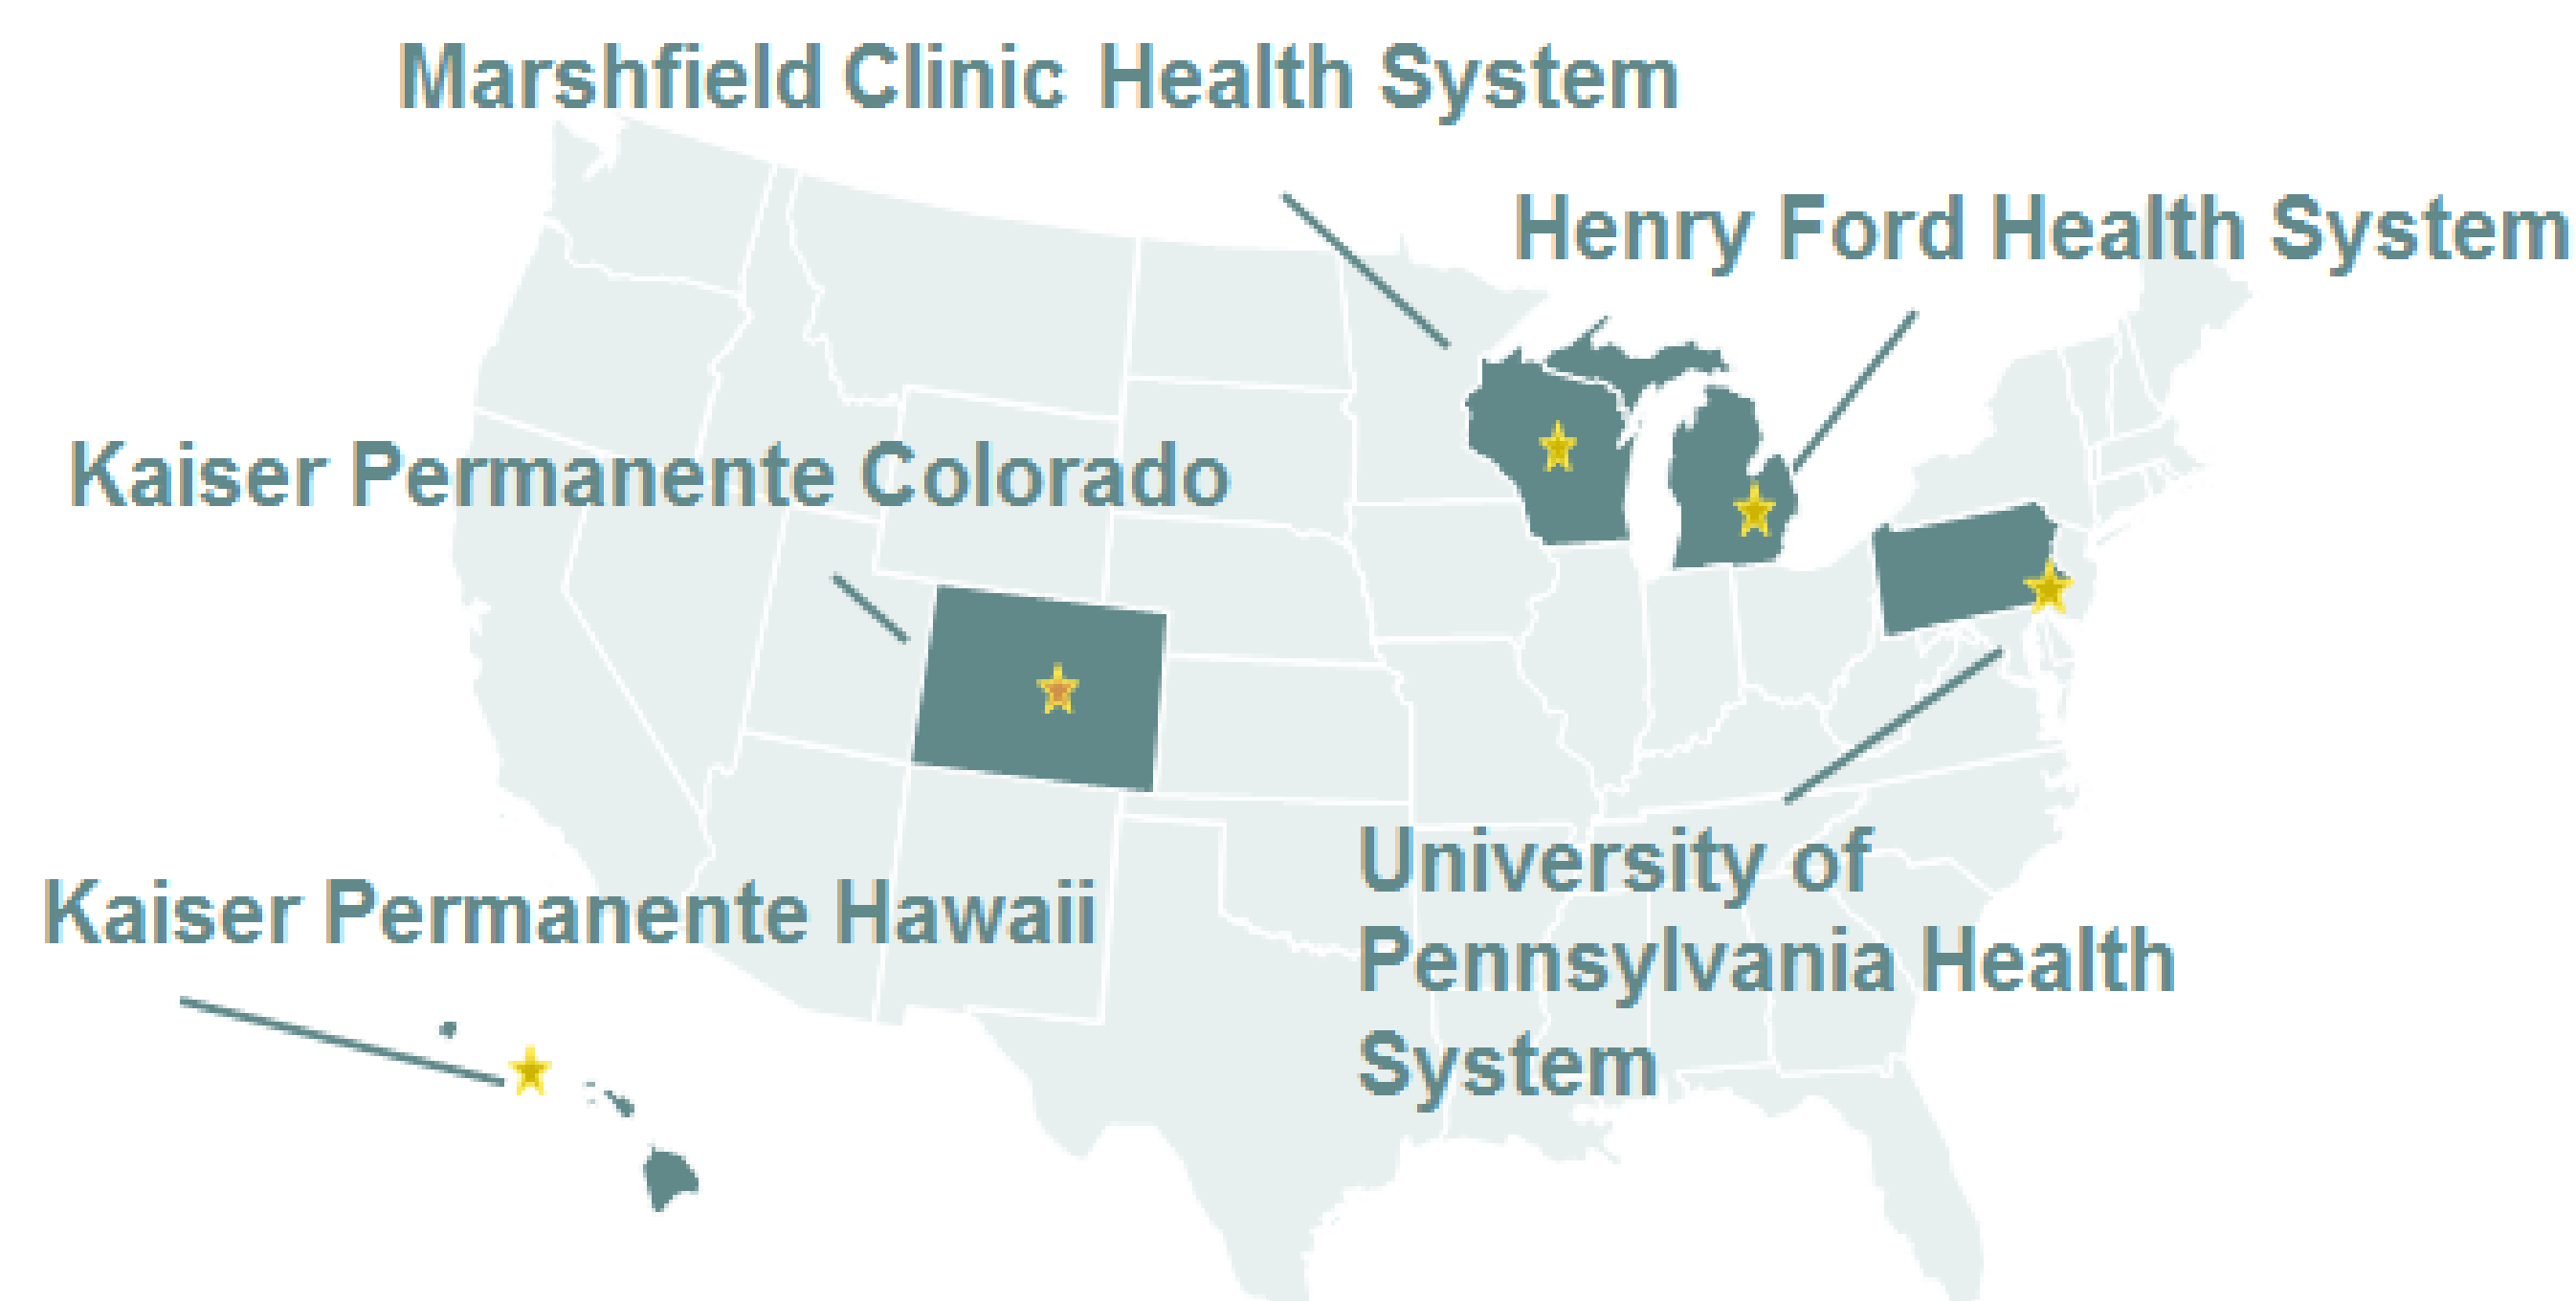 Marshfield Clinic Health System
Henry Ford Health System
Kaiser Permanente Colorado
Kaiser Permanente Hawaii
University of
Pennsylvania Health
System